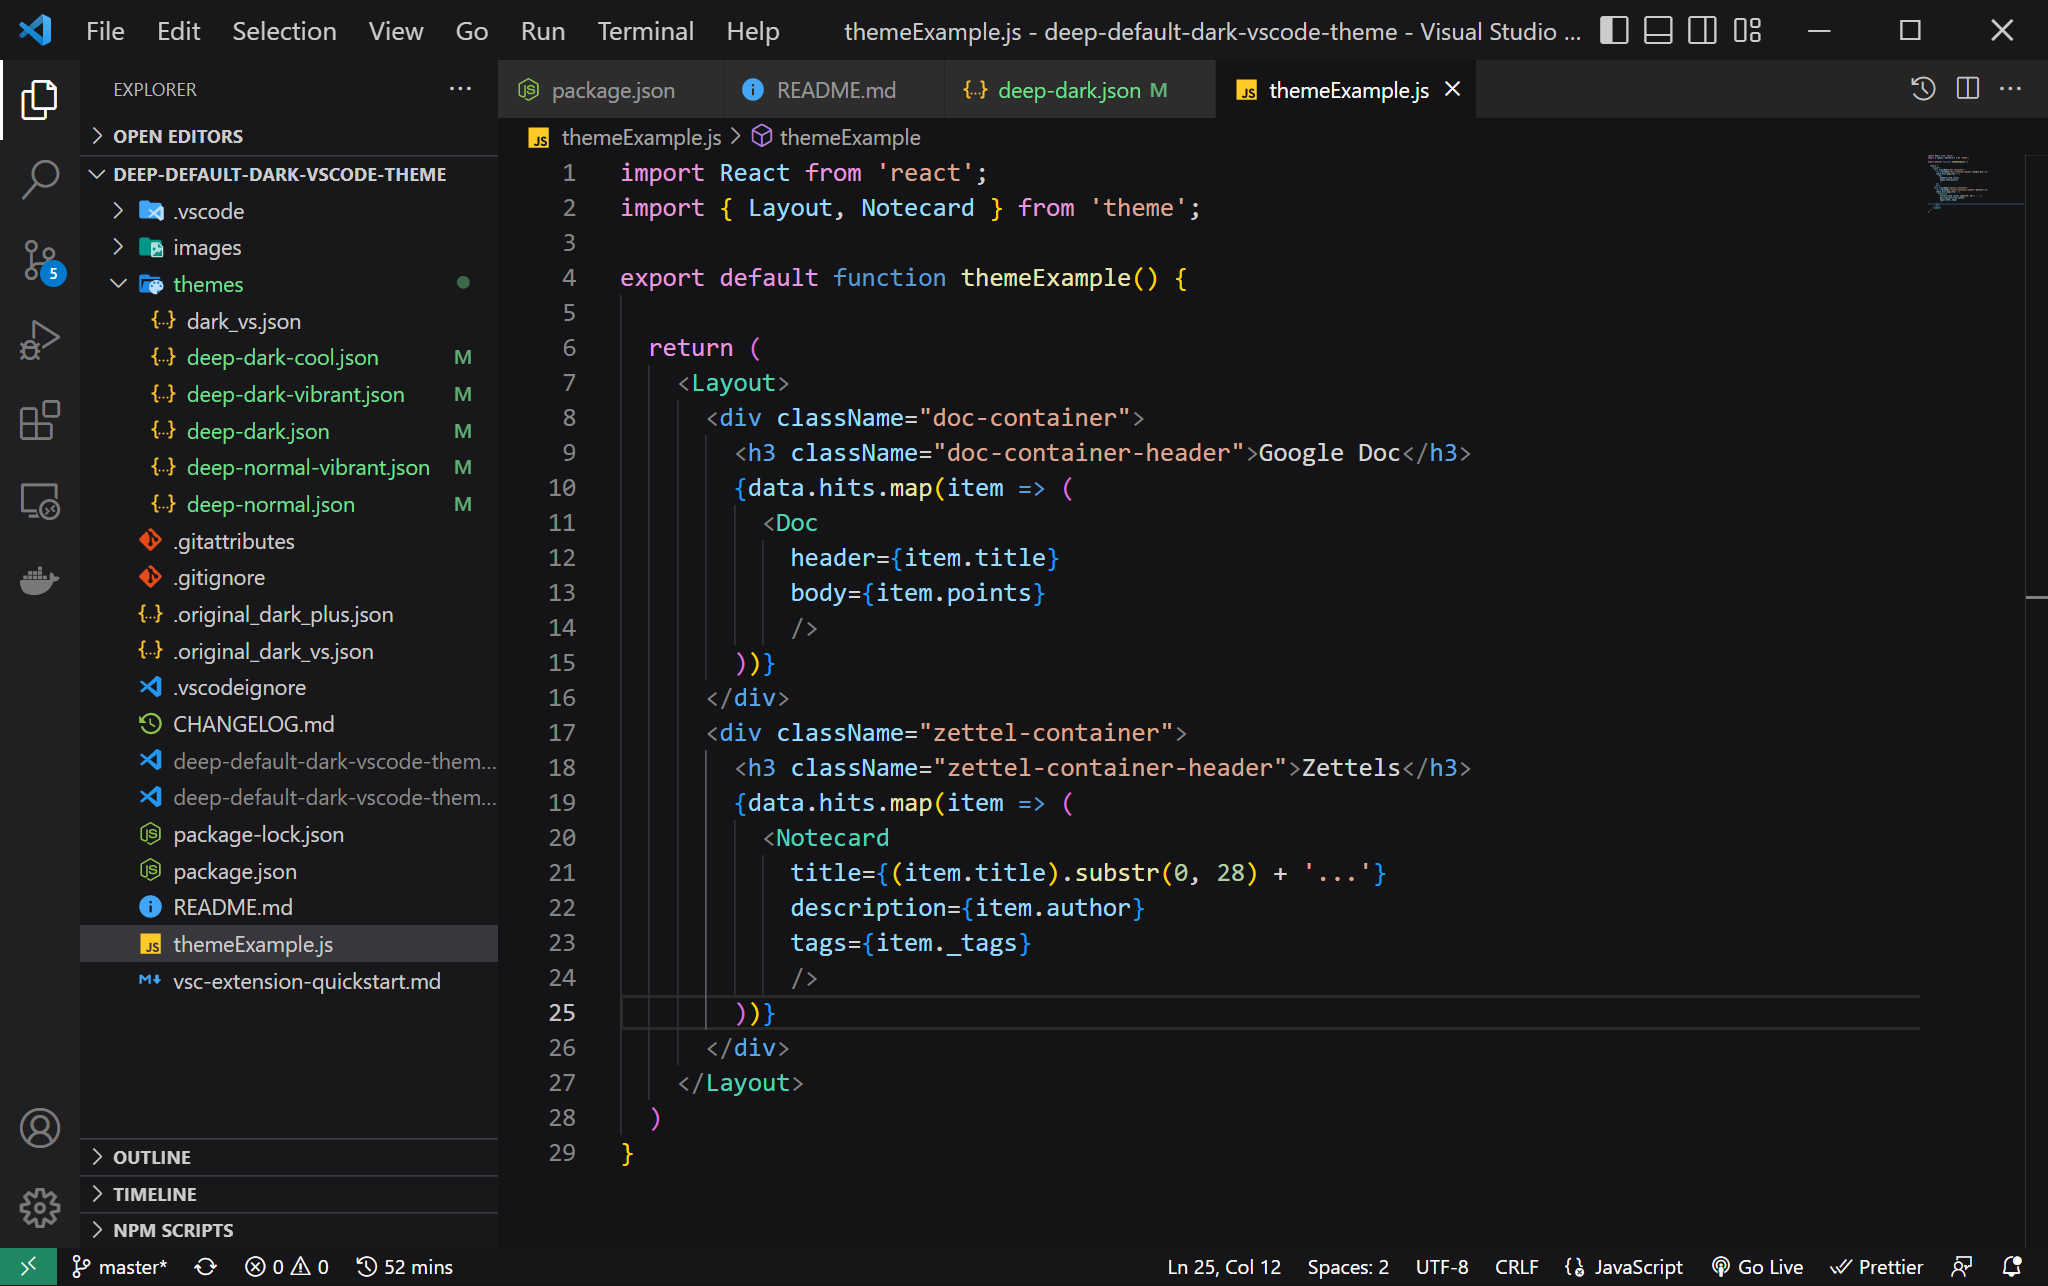 File Edit Selection View Go Run Terminal Help themeExample.js - deep-default-dark-vscode-theme - Visual Studio ...
EXPLORER
OPEN EDITORS
DEEP-DEFAULT-DARK-VSCODE-THEME
.vscode
images
themes
dark_vs.json
deep-dark-cool.json M
deep-dark-vibrant.json M
deep-dark.json M
deep-normal-vibrant.json M
deep-normal.json M
.gitattributes
.gitignore
.original_dark_plus.json
.original_dark_vs.json
.vscodeignore
CHANGELOG.md
deep-default-dark-vscode-them...
deep-default-dark-vscode-them...
package-lock.json
package.json
README.md
themeExample.js
vsc-extension-quickstart.md
OUTLINE
TIMELINE
NPM SCRIPTS
5
package.json README.md deep-dark.json M themeExample.js
themeExample.js > themeExample
1 import React from 'react';
2 import { Layout, Notecard } from 'theme';
3
4 export default function themeExample() {
5
6   return (
7     <Layout>
8       <div className="doc-container">
9         <h3 className="doc-container-header">Google Doc</h3>
10         {data.hits.map(item => (
11           <Doc
12             header={item.title}
13             body={item.points}
14             />
15         ))}
16       </div>
17       <div className="zettel-container">
18         <h3 className="zettel-container-header">Zettels</h3>
19         {data.hits.map(item => (
20           <Notecard
21             title={(item.title).substr(0, 28) + '...'}
22             description={item.author}
23             tags={item._tags}
24             />
25         ))}
26       </div>
27     </Layout>
28   )
29 }
master* 0 0 52 mins Ln 25, Col 12 Spaces: 2 UTF-8 CRLF JavaScript Go Live Prettier